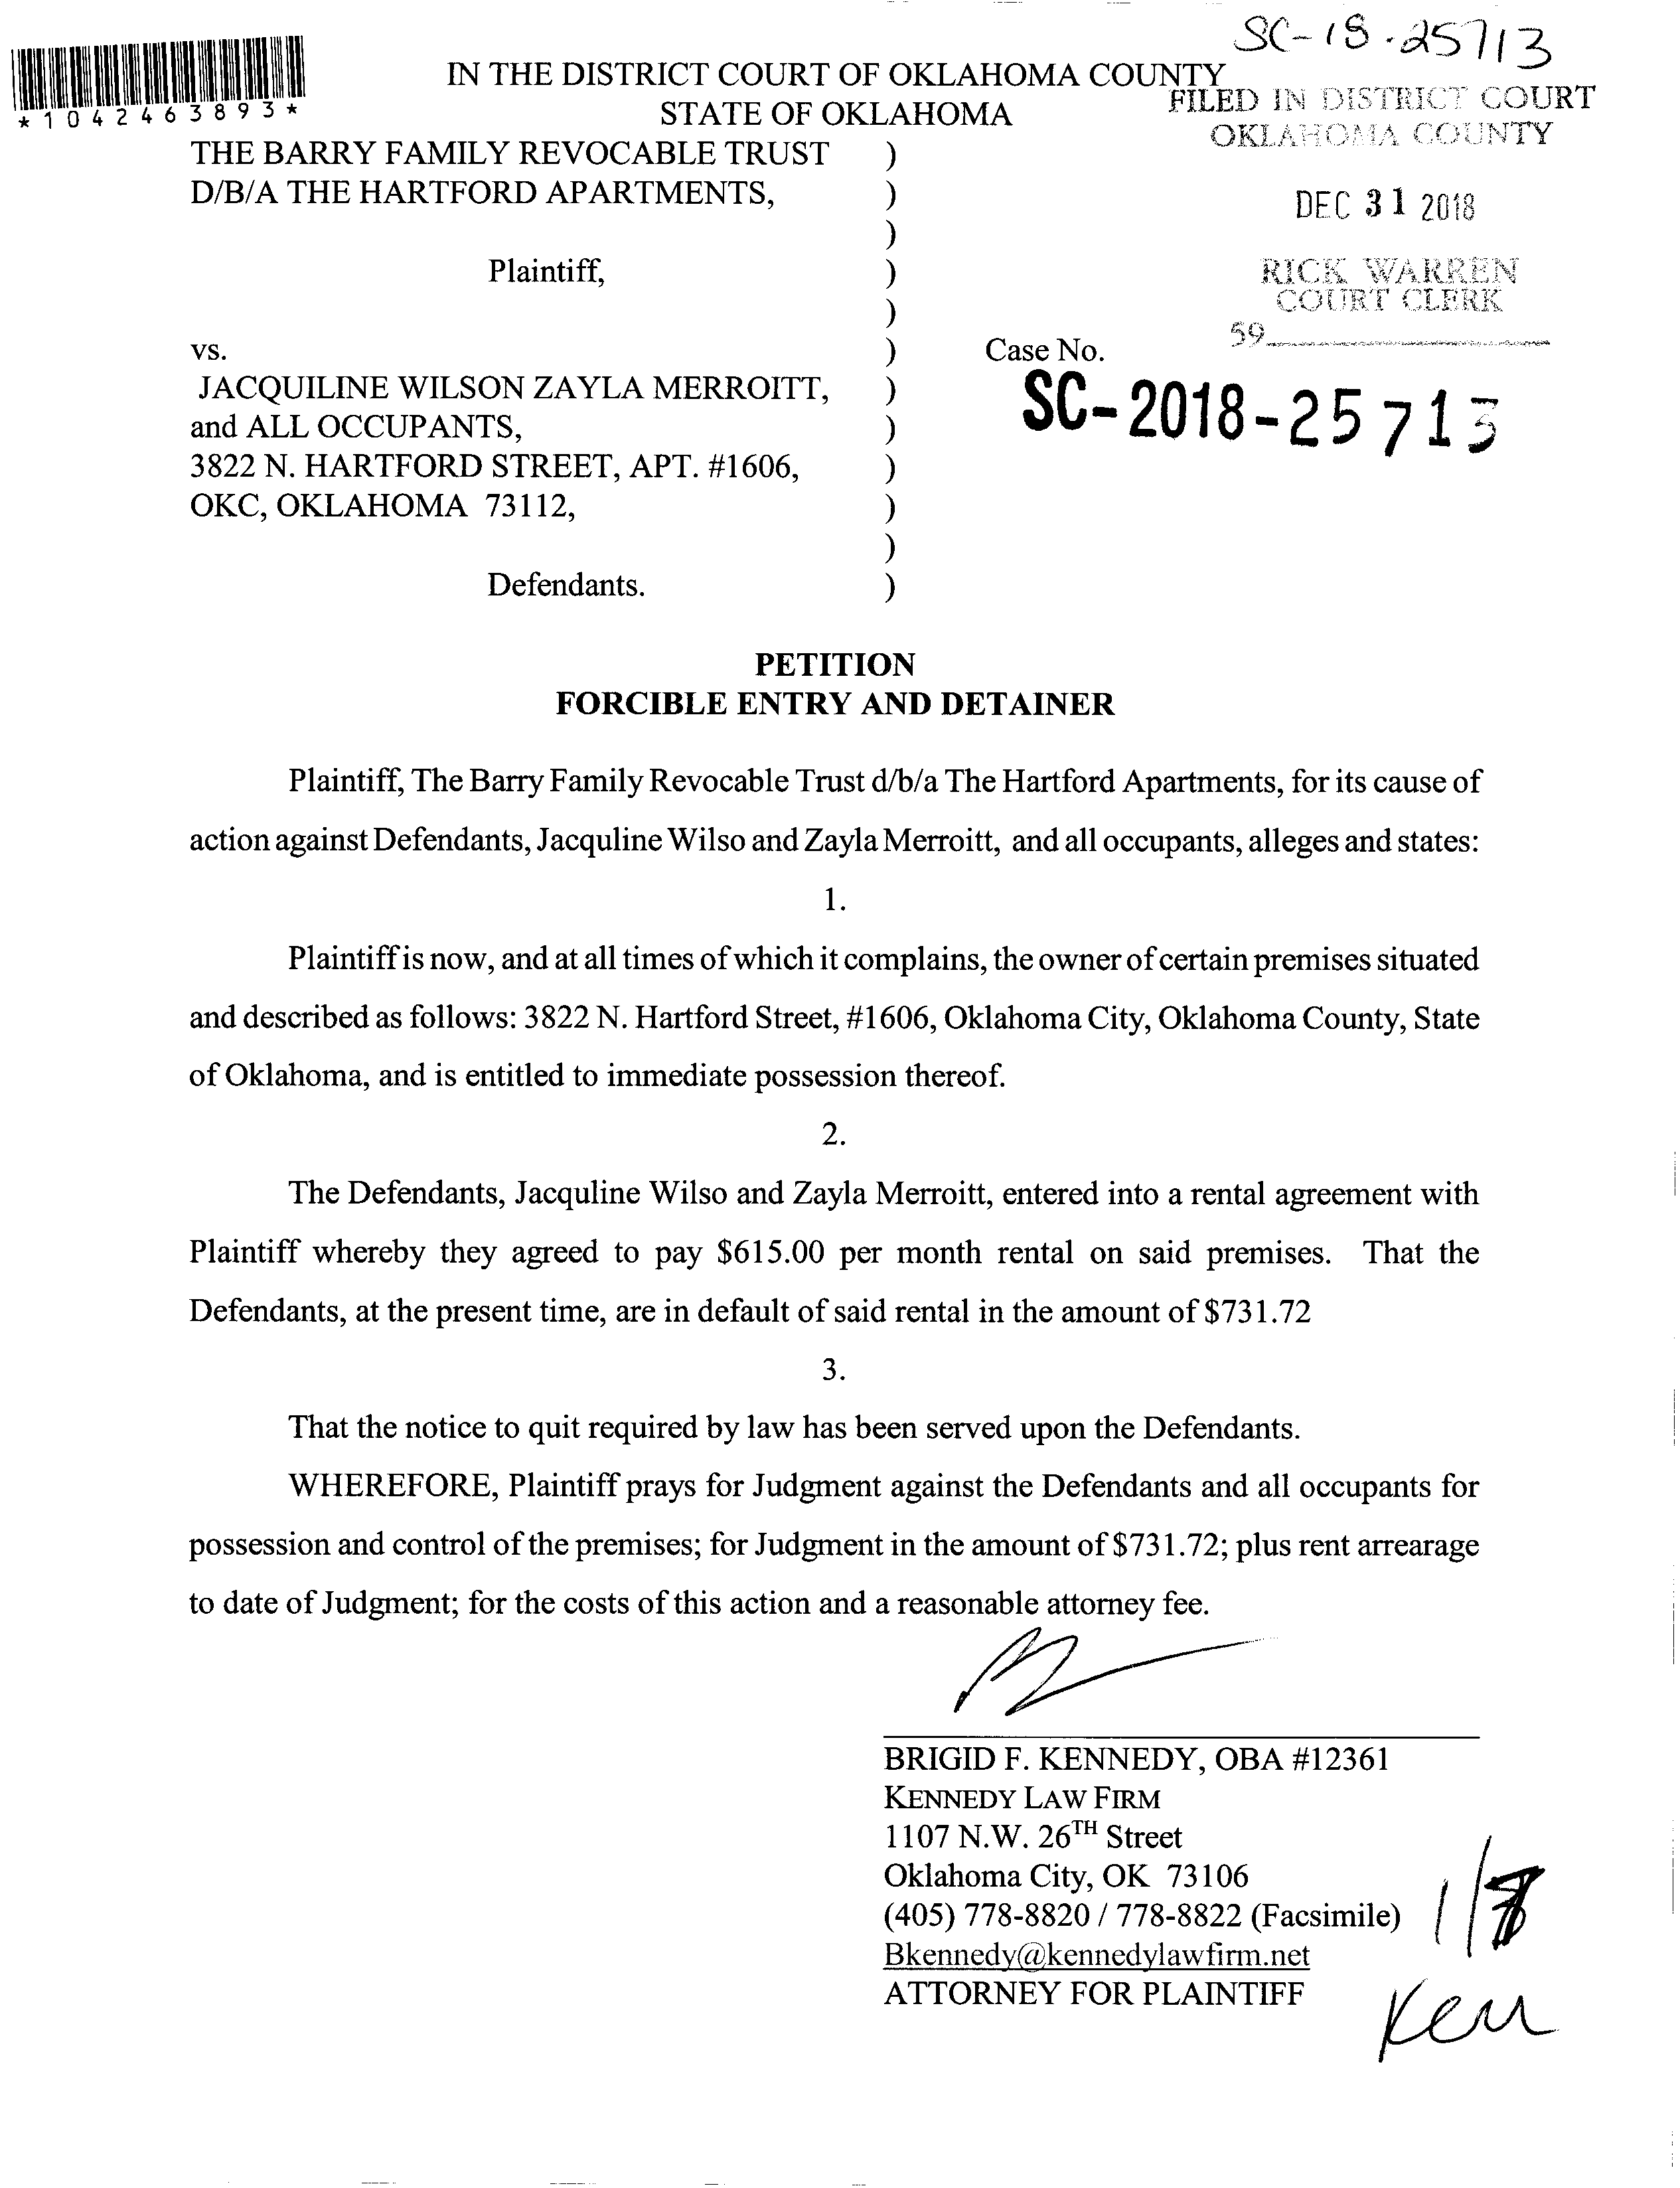 SC-18-25713
*1042463893*
IN THE DISTRICT COURT OF OKLAHOMA COUNTY
STATE OF OKLAHOMA
FILED IN DISTRICT COURT
OKLAHOMA COUNTY
DEC 31 2018
RICK WARREN
COURT CLERK
59
THE BARRY FAMILY REVOCABLE TRUST )
D/B/A THE HARTFORD APARTMENTS, )
)
Plaintiff, )
)
vs. ) Case No.
JACQUILINE WILSON ZAYLA MERROITT, ) SC-2018-25713
and ALL OCCUPANTS, )
3822 N. HARTFORD STREET, APT. #1606, )
OKC, OKLAHOMA 73112, )
)
Defendants. )
PETITION
FORCIBLE ENTRY AND DETAINER
Plaintiff, The Barry Family Revocable Trust d/b/a The Hartford Apartments, for its cause of
action against Defendants, Jacquline Wilso and Zayla Merroitt, and all occupants, alleges and states:
1.
Plaintiff is now, and at all times of which it complains, the owner of certain premises situated
and described as follows: 3822 N. Hartford Street, #1606, Oklahoma City, Oklahoma County, State
of Oklahoma, and is entitled to immediate possession thereof.
2.
The Defendants, Jacquline Wilso and Zayla Merroitt, entered into a rental agreement with
Plaintiff whereby they agreed to pay $615.00 per month rental on said premises. That the
Defendants, at the present time, are in default of said rental in the amount of $731.72
3.
That the notice to quit required by law has been served upon the Defendants.
WHEREFORE, Plaintiff prays for Judgment against the Defendants and all occupants for
possession and control of the premises; for Judgment in the amount of $731.72; plus rent arrearage
to date of Judgment; for the costs of this action and a reasonable attorney fee.
BRIGID F. KENNEDY, OBA #12361
KENNEDY LAW FIRM
1107 N.W. 26TH Street
Oklahoma City, OK 73106
(405) 778-8820 / 778-8822 (Facsimile)
Bkennedy@kennedylawfirm.net
ATTORNEY FOR PLAINTIFF
Ken